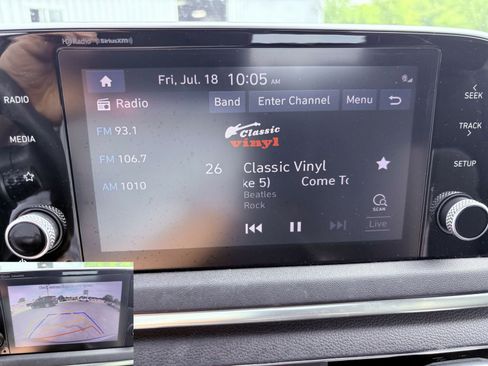 HD Radio SiriusXM
Fri, Jul. 18 10:05 AM
RADIO
SEEK
Radio
Band Enter Channel Menu
FM 93.1
Classic
vinyl
TRACK
MEDIA
FM 106.7
26 Classic Vinyl
SETUP
AM 1010
ke 5) Come To
Beatles
Rock
SCAN
Live